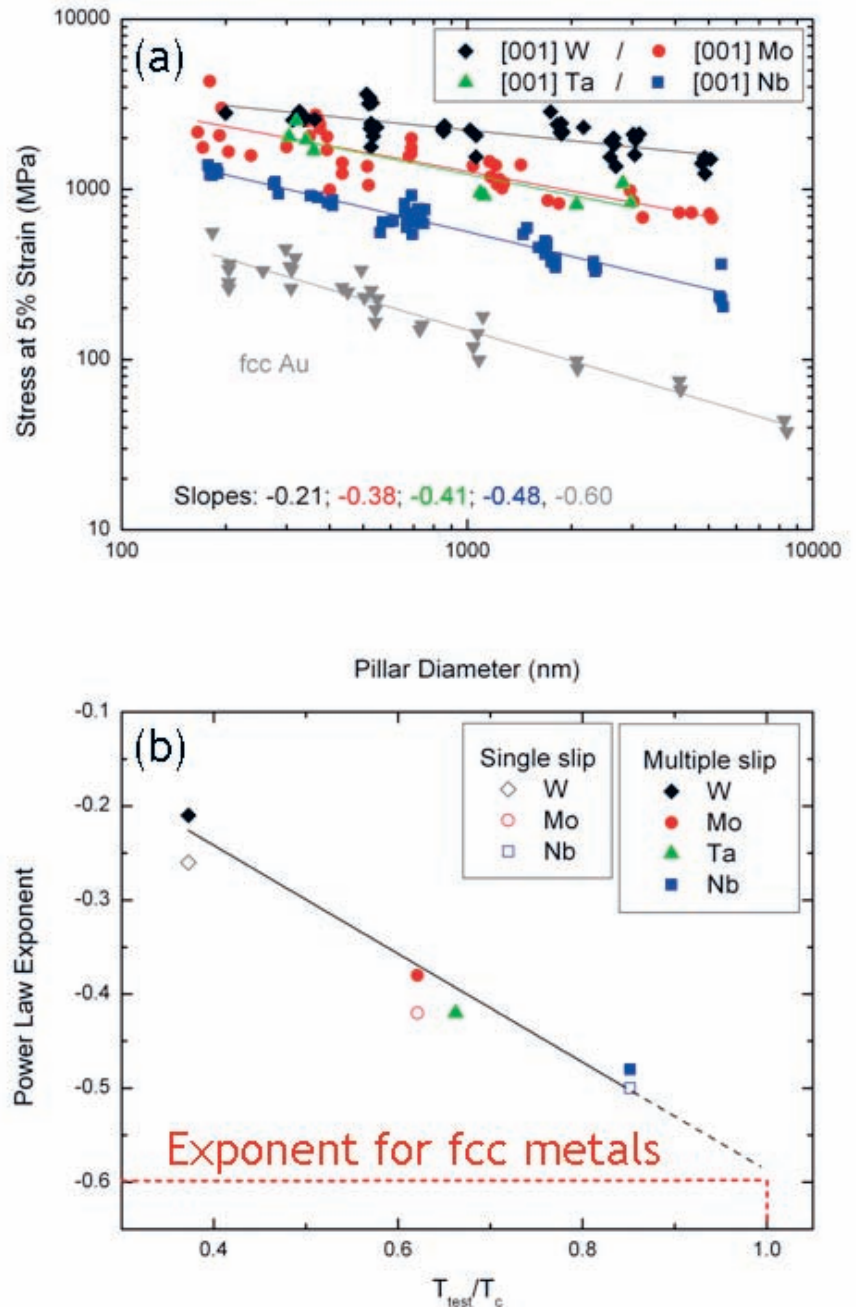 10000
1000
100
10
Stress at 5% Strain (MPa)
(a)
[001] W / [001] Mo
[001] Ta / [001] Nb
fcc Au
Slopes: -0.21; -0.38; -0.41; -0.48, -0.60
100 1000 10000
Pillar Diameter (nm)
-0.1
-0.2
-0.3
-0.4
-0.5
-0.6
Power Law Exponent
(b)
Single slip
W
Mo
Nb
Multiple slip
W
Mo
Ta
Nb
Exponent for fcc metals
0.4 0.6 0.8 1.0
T_test/T_c